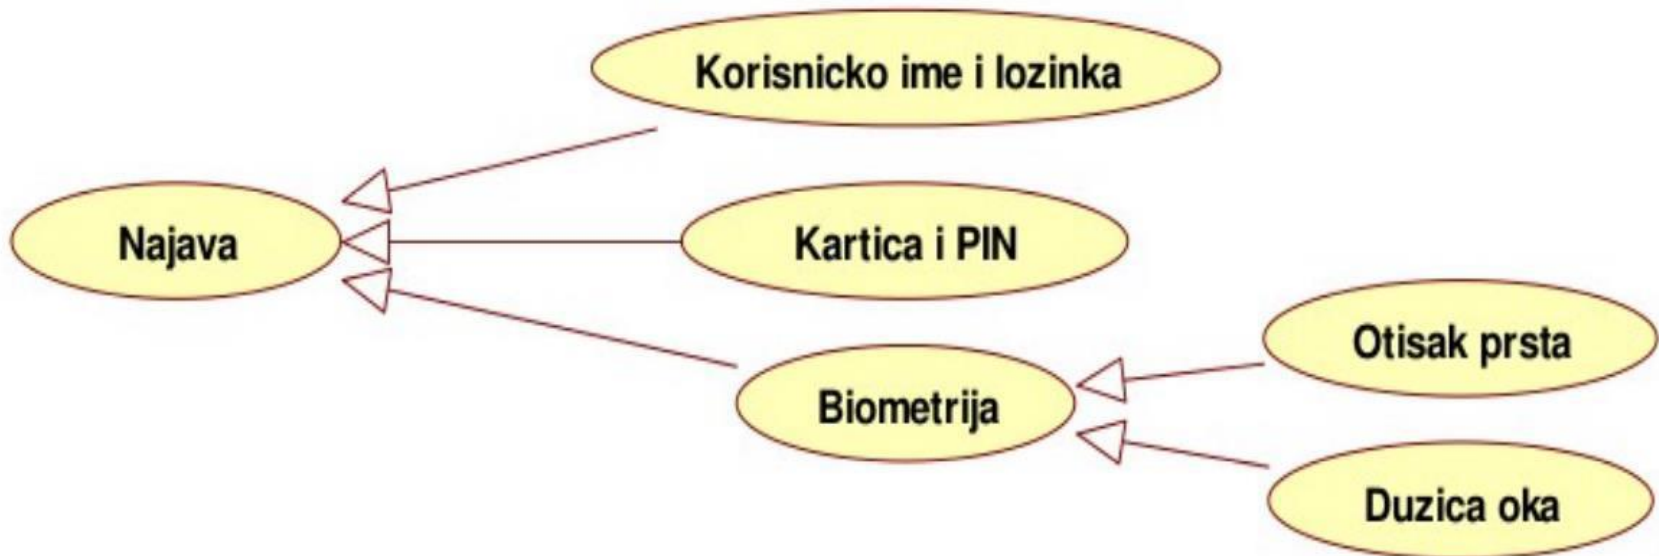 Korisnicko ime i lozinka
Najava
Kartica i PIN
Otisak prsta
Biometrija
Duzica oka